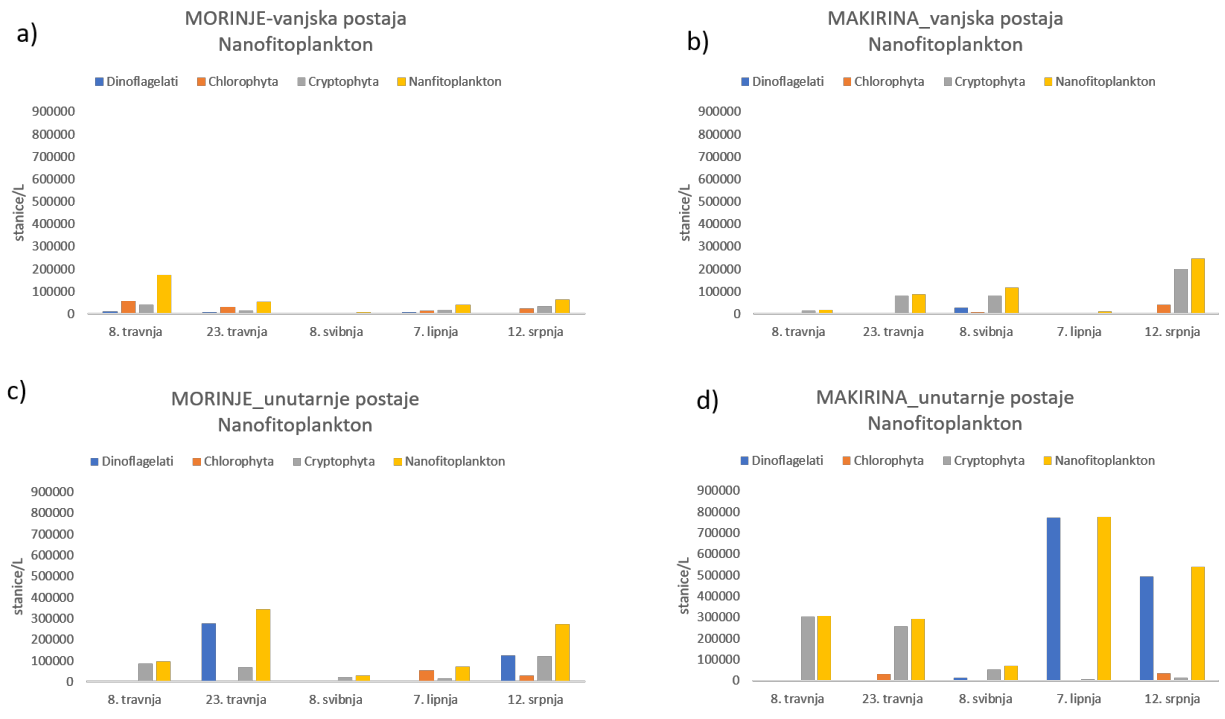 a)
MORINJE-vanjska postaja
Nanofitoplankton
Dinoflagelati Chlorophyta Cryptophyta Nanfitoplankton
900000
800000
700000
600000
500000
400000
300000
200000
100000
0
stanice/L
8. travnja 23. travnja 8. svibnja 7. lipnja 12. srpnja
b)
MAKIRINA_vanjska postaja
Nanofitoplankton
Dinoflagelati Chlorophyta Cryptophyta Nanofitoplankton
900000
800000
700000
600000
500000
400000
300000
200000
100000
0
stanice/L
8. travnja 23. travnja 8. svibnja 7. lipnja 12. srpnja
c)
MORINJE_unutarnje postaje
Nanofitoplankton
Dinoflagelati Chlorophyta Cryptophyta Nanofitoplankton
900000
800000
700000
600000
500000
400000
300000
200000
100000
0
stanice/L
8. travnja 23. travnja 8. svibnja 7. lipnja 12. srpnja
d)
MAKIRINA_unutarnje postaje
Nanofitoplankton
Dinoflagelati Chlorophyta Cryptophyta Nanofitoplankton
900000
800000
700000
600000
500000
400000
300000
200000
100000
0
stanice/L
8. travnja 23. travnja 8. svibnja 7. lipnja 12. srpnja